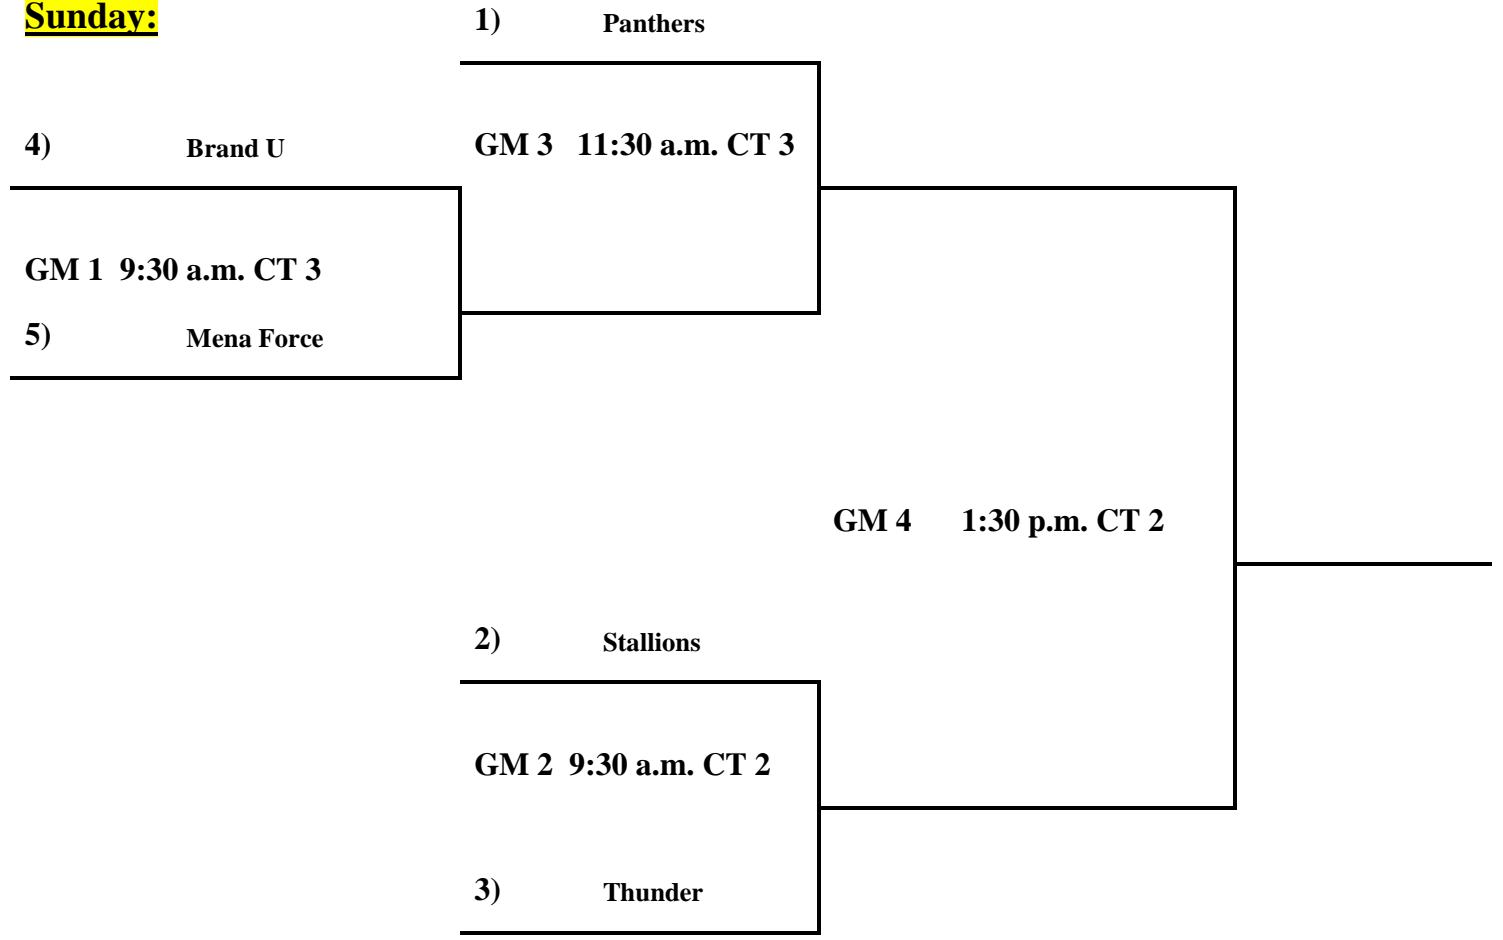 Sunday:
1) Panthers
4) Brand U
GM 3 11:30 a.m. CT 3
GM 1 9:30 a.m. CT 3
5) Mena Force
GM 4 1:30 p.m. CT 2
2) Stallions
GM 2 9:30 a.m. CT 2
3) Thunder